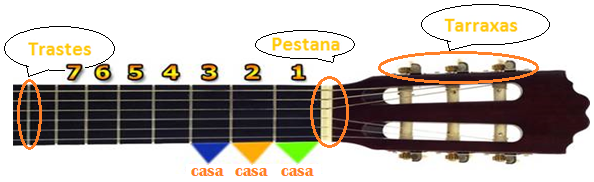 Tarraxas
Trastes
Pestana
7 6 5 4 3 2 1
casa casa casa